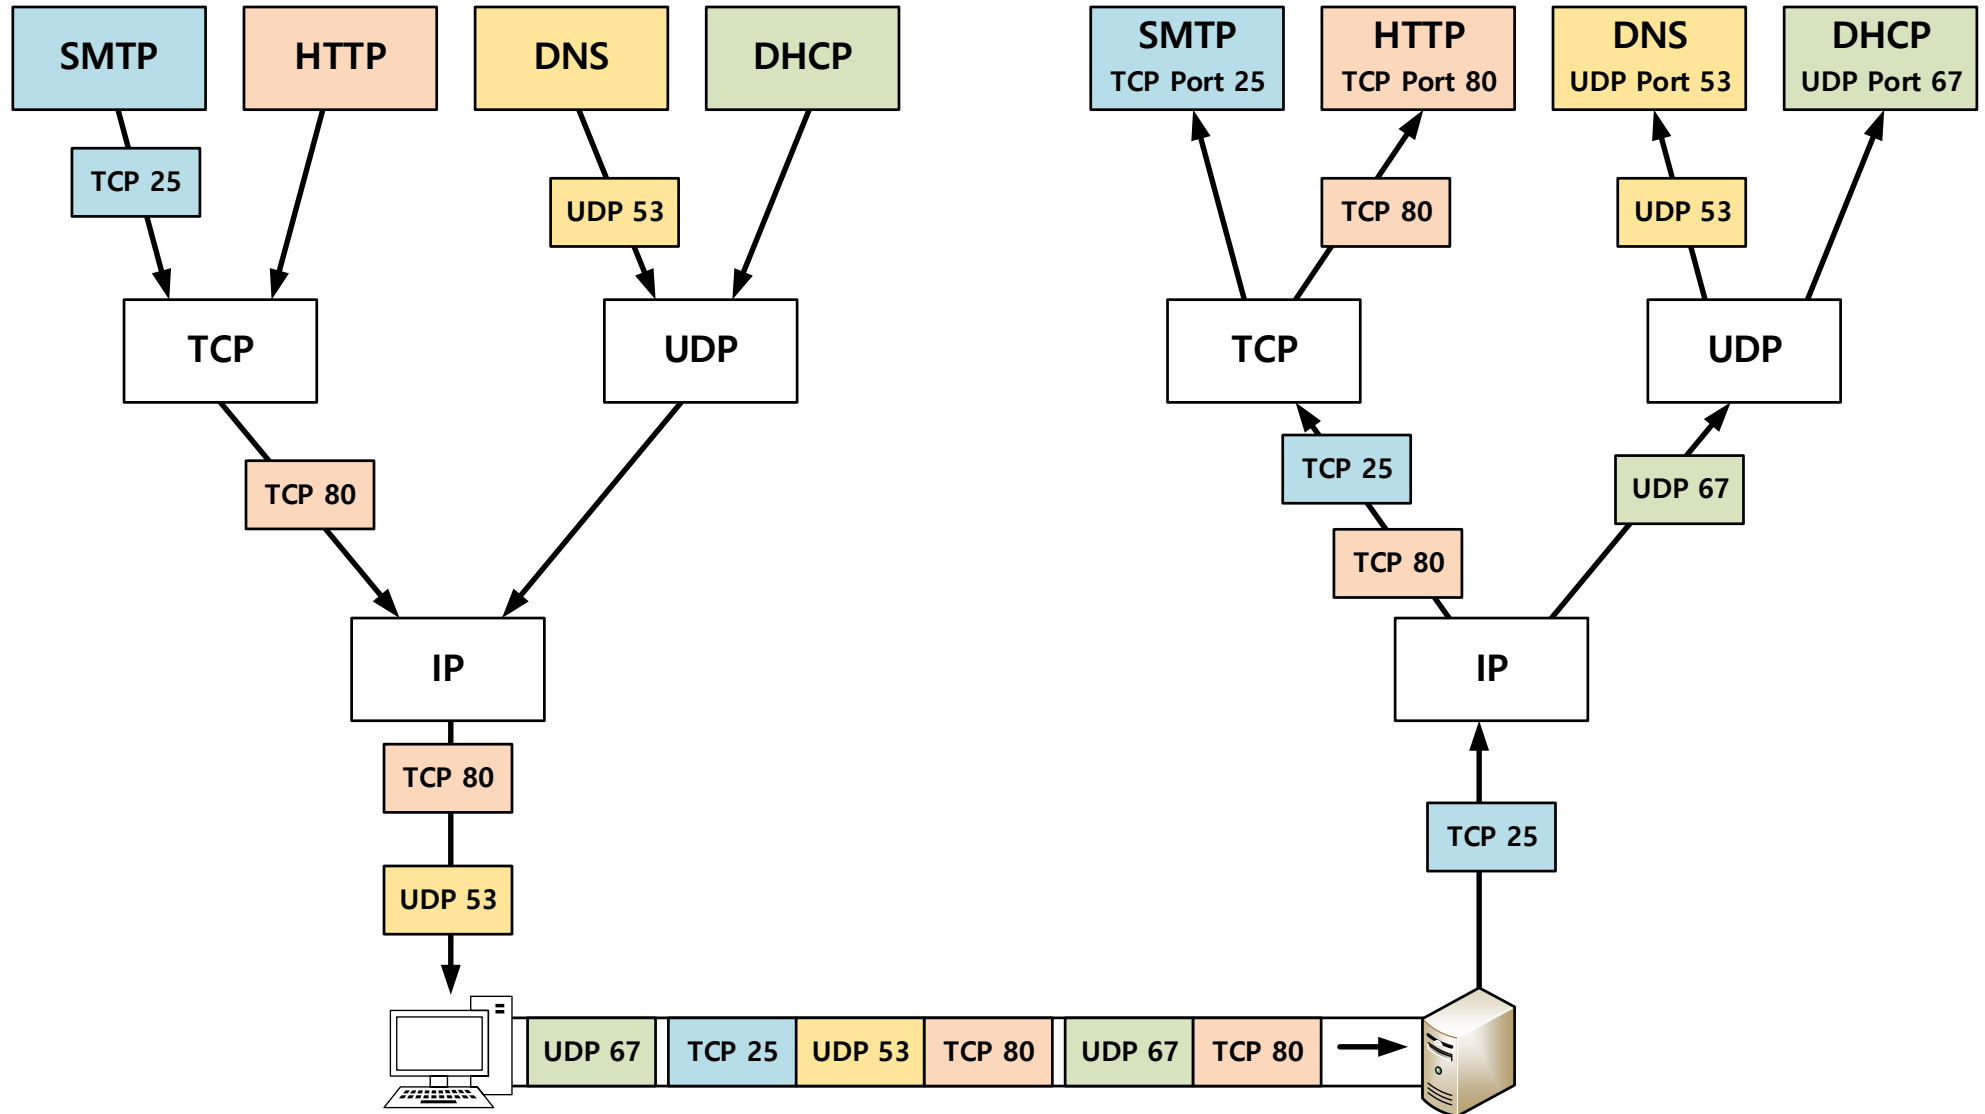 SMTP
HTTP
DNS
DHCP
SMTP
TCP Port 25
HTTP
TCP Port 80
DNS
UDP Port 53
DHCP
UDP Port 67
TCP 25
UDP 53
TCP 80
UDP 53
TCP
UDP
TCP
UDP
TCP 80
TCP 25
UDP 67
TCP 80
IP
IP
TCP 80
TCP 25
UDP 53
UDP 67
TCP 25
UDP 53
TCP 80
UDP 67
TCP 80